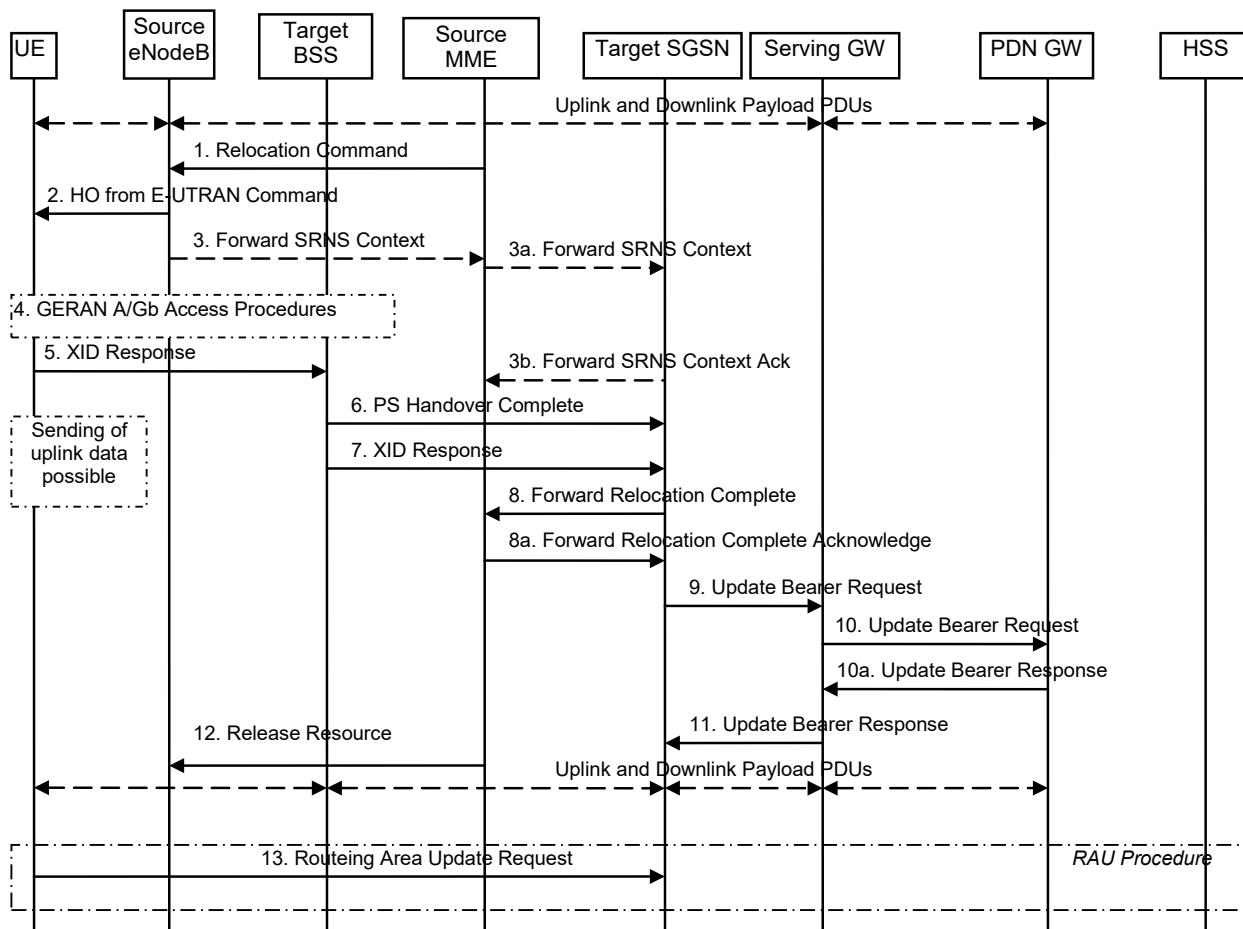 UE
Source
eNodeB
Target
BSS
Source
MME
Target SGSN
Serving GW
PDN GW
HSS
Uplink and Downlink Payload PDUs
1. Relocation Command
2. HO from E-UTRAN Command
3. Forward SRNS Context
3a. Forward SRNS Context
4. GERAN A/Gb Access Procedures
5. XID Response
3b. Forward SRNS Context Ack
6. PS Handover Complete
Sending of
uplink data
possible
7. XID Response
8. Forward Relocation Complete
8a. Forward Relocation Complete Acknowledge
9. Update Bearer Request
10. Update Bearer Request
10a. Update Bearer Response
11. Update Bearer Response
12. Release Resource
Uplink and Downlink Payload PDUs
13. Routeing Area Update Request
RAU Procedure